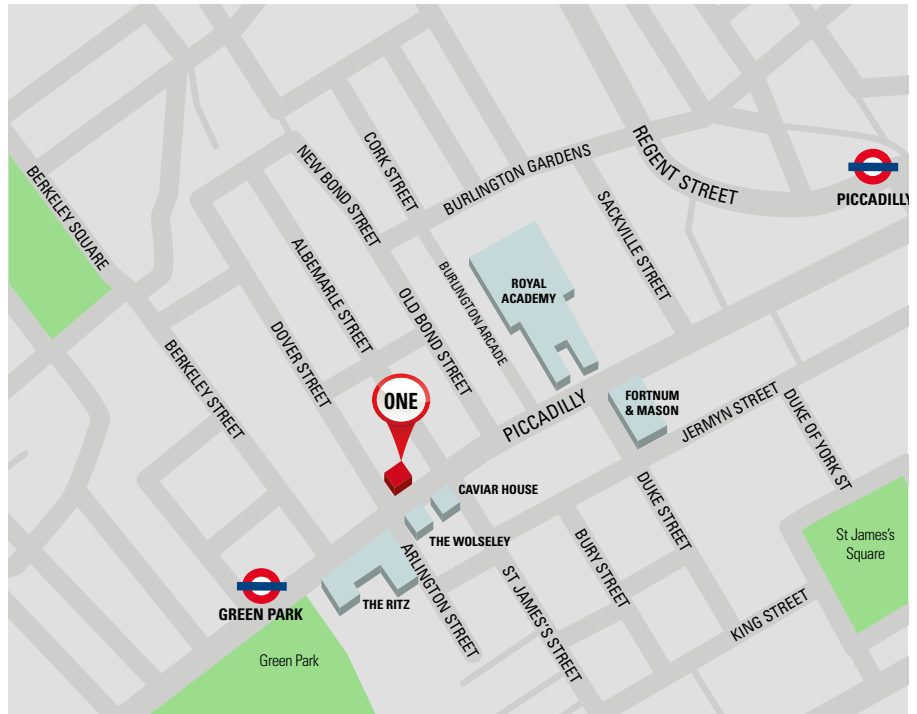 BERKELEY SQUARE
NEW BOND STREET
CORK STREET
BURLINGTON GARDENS
REGENT STREET
PICCADILLY
SACKVILLE STREET
ALBEMARLE STREET
BURLINGTON ARCADE
ROYAL
ACADEMY
OLD BOND STREET
DOVER STREET
BERKELEY STREET
ONE
PICCADILLY
FORTNUM
& MASON
JERMYN STREET
DUKE OF YORK ST
CAVIAR HOUSE
DUKE STREET
THE WOLSELEY
St James's
Square
BURY STREET
ARLINGTON STREET
ST JAMES'S STREET
KING STREET
THE RITZ
GREEN PARK
Green Park